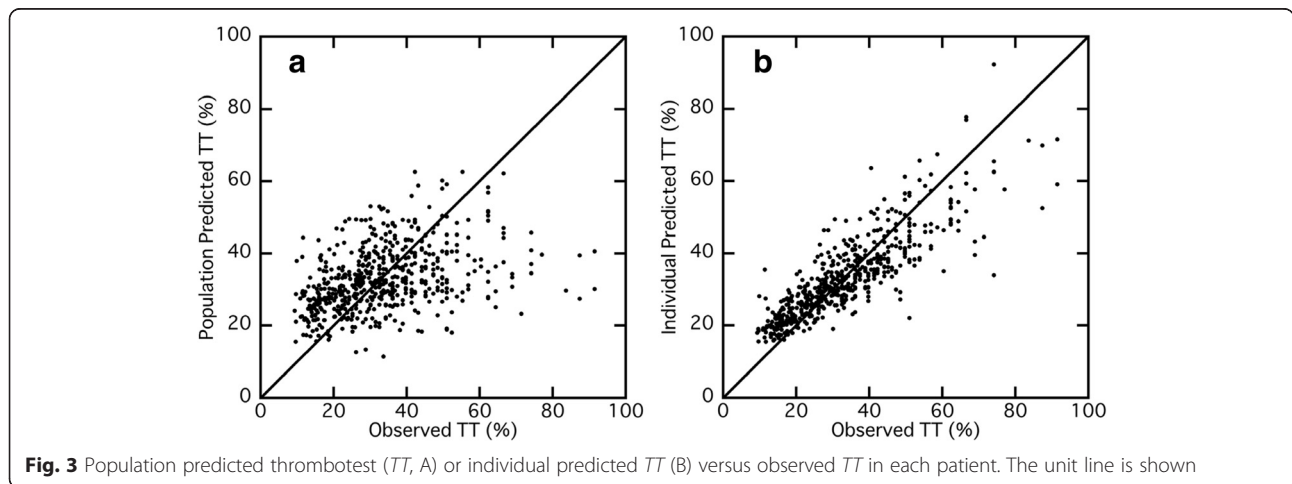 a
Population Predicted TT (%)
100
80
60
40
20
0
0 20 40 60 80 100
Observed TT (%)
b
Individual Predicted TT (%)
100
80
60
40
20
0
0 20 40 60 80 100
Observed TT (%)
Fig. 3 Population predicted thrombotest (TT, A) or individual predicted TT (B) versus observed TT in each patient. The unit line is shown